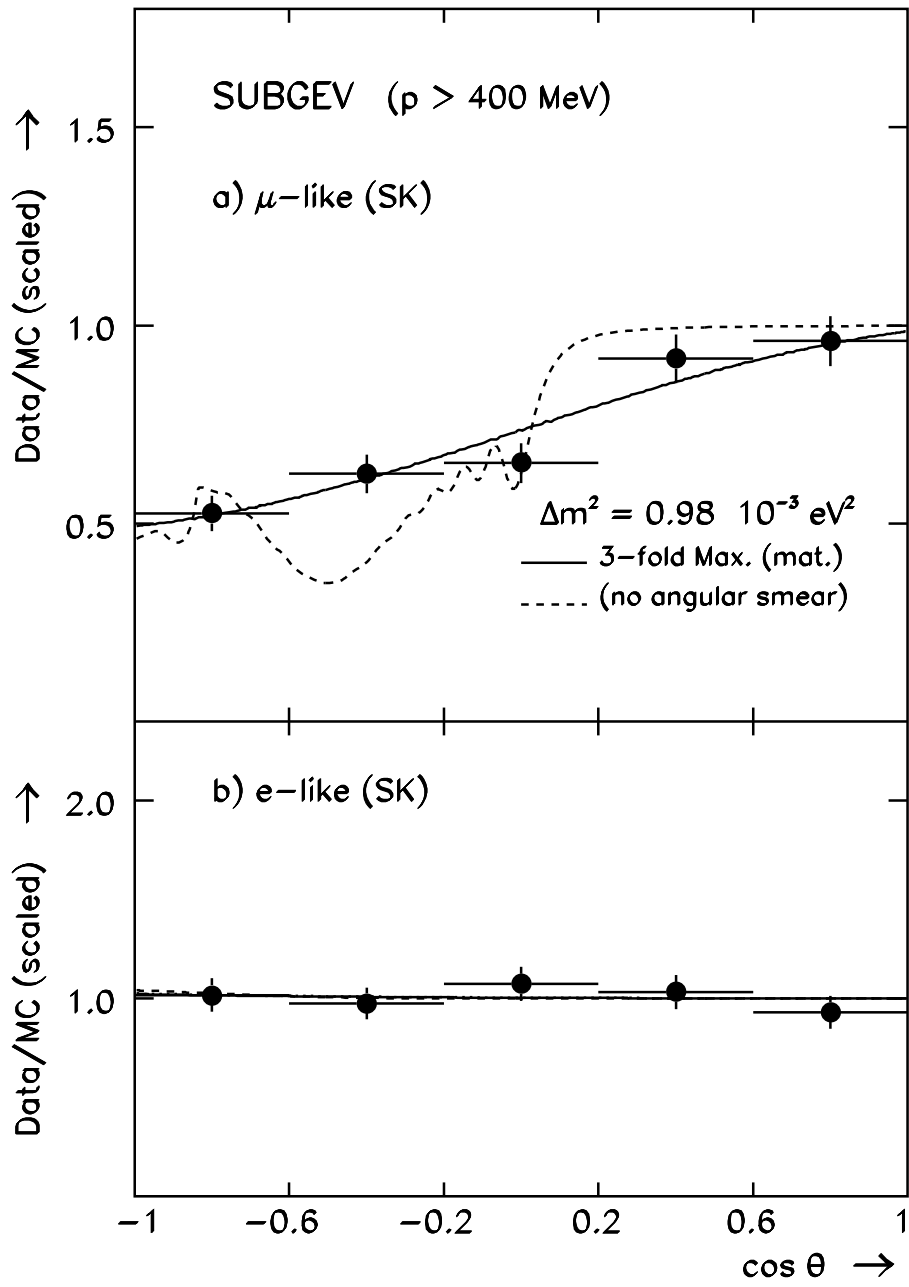 SUBGEV (p > 400 MeV)
a) μ-like (SK)
Data/MC (scaled) →
1.5
1.0
0.5
Δm² = 0.98 10⁻³ eV²
3-fold Max. (mat.)
(no angular smear)
b) e-like (SK)
Data/MC (scaled) →
2.0
1.0
-1 -0.6 -0.2 0.2 0.6 1
cos θ →